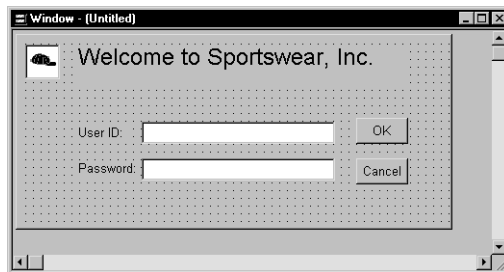 Window - (Untitled)
Welcome to Sportswear, Inc.
User ID:
OK
Password:
Cancel